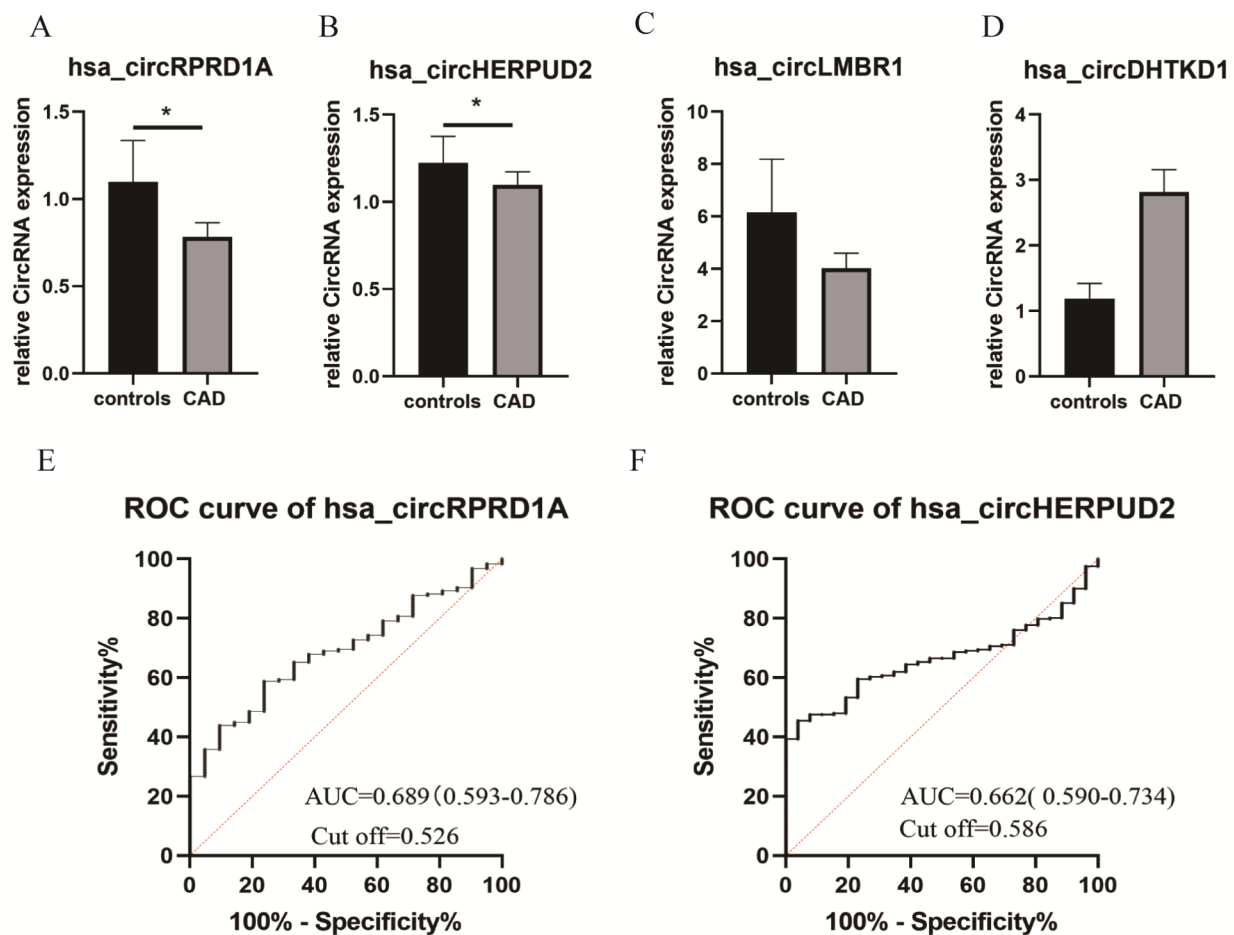 A
hsa_circRPRD1A
relative CircRNA expression
1.5
1.0
0.5
0.0
*
controls CAD
B
hsa_circHERPUD2
relative CircRNA expression
1.5
1.0
0.5
0.0
*
controls CAD
C
hsa_circLMBR1
relative CircRNA expression
10
8
6
4
2
0
controls CAD
D
hsa_circDHTKD1
relative CircRNA expression
4
3
2
1
0
controls CAD
E
ROC curve of hsa_circRPRD1A
Sensitivity%
100
80
60
40
20
0
AUC=0.689(0.593-0.786)
Cut off=0.526
0 20 40 60 80 100
100% - Specificity%
F
ROC curve of hsa_circHERPUD2
Sensitivity%
100
80
60
40
20
0
AUC=0.662( 0.590-0.734)
Cut off=0.586
0 20 40 60 80 100
100% - Specificity%